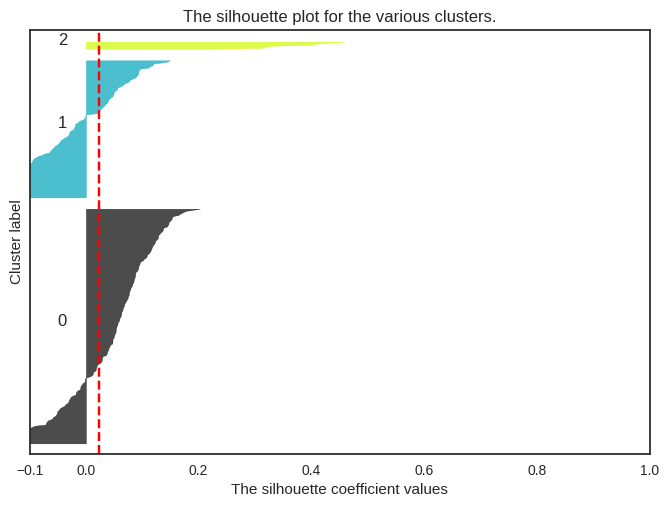 The silhouette plot for the various clusters.
2
1
0
Cluster label
−0.1 0.0 0.2 0.4 0.6 0.8 1.0
The silhouette coefficient values